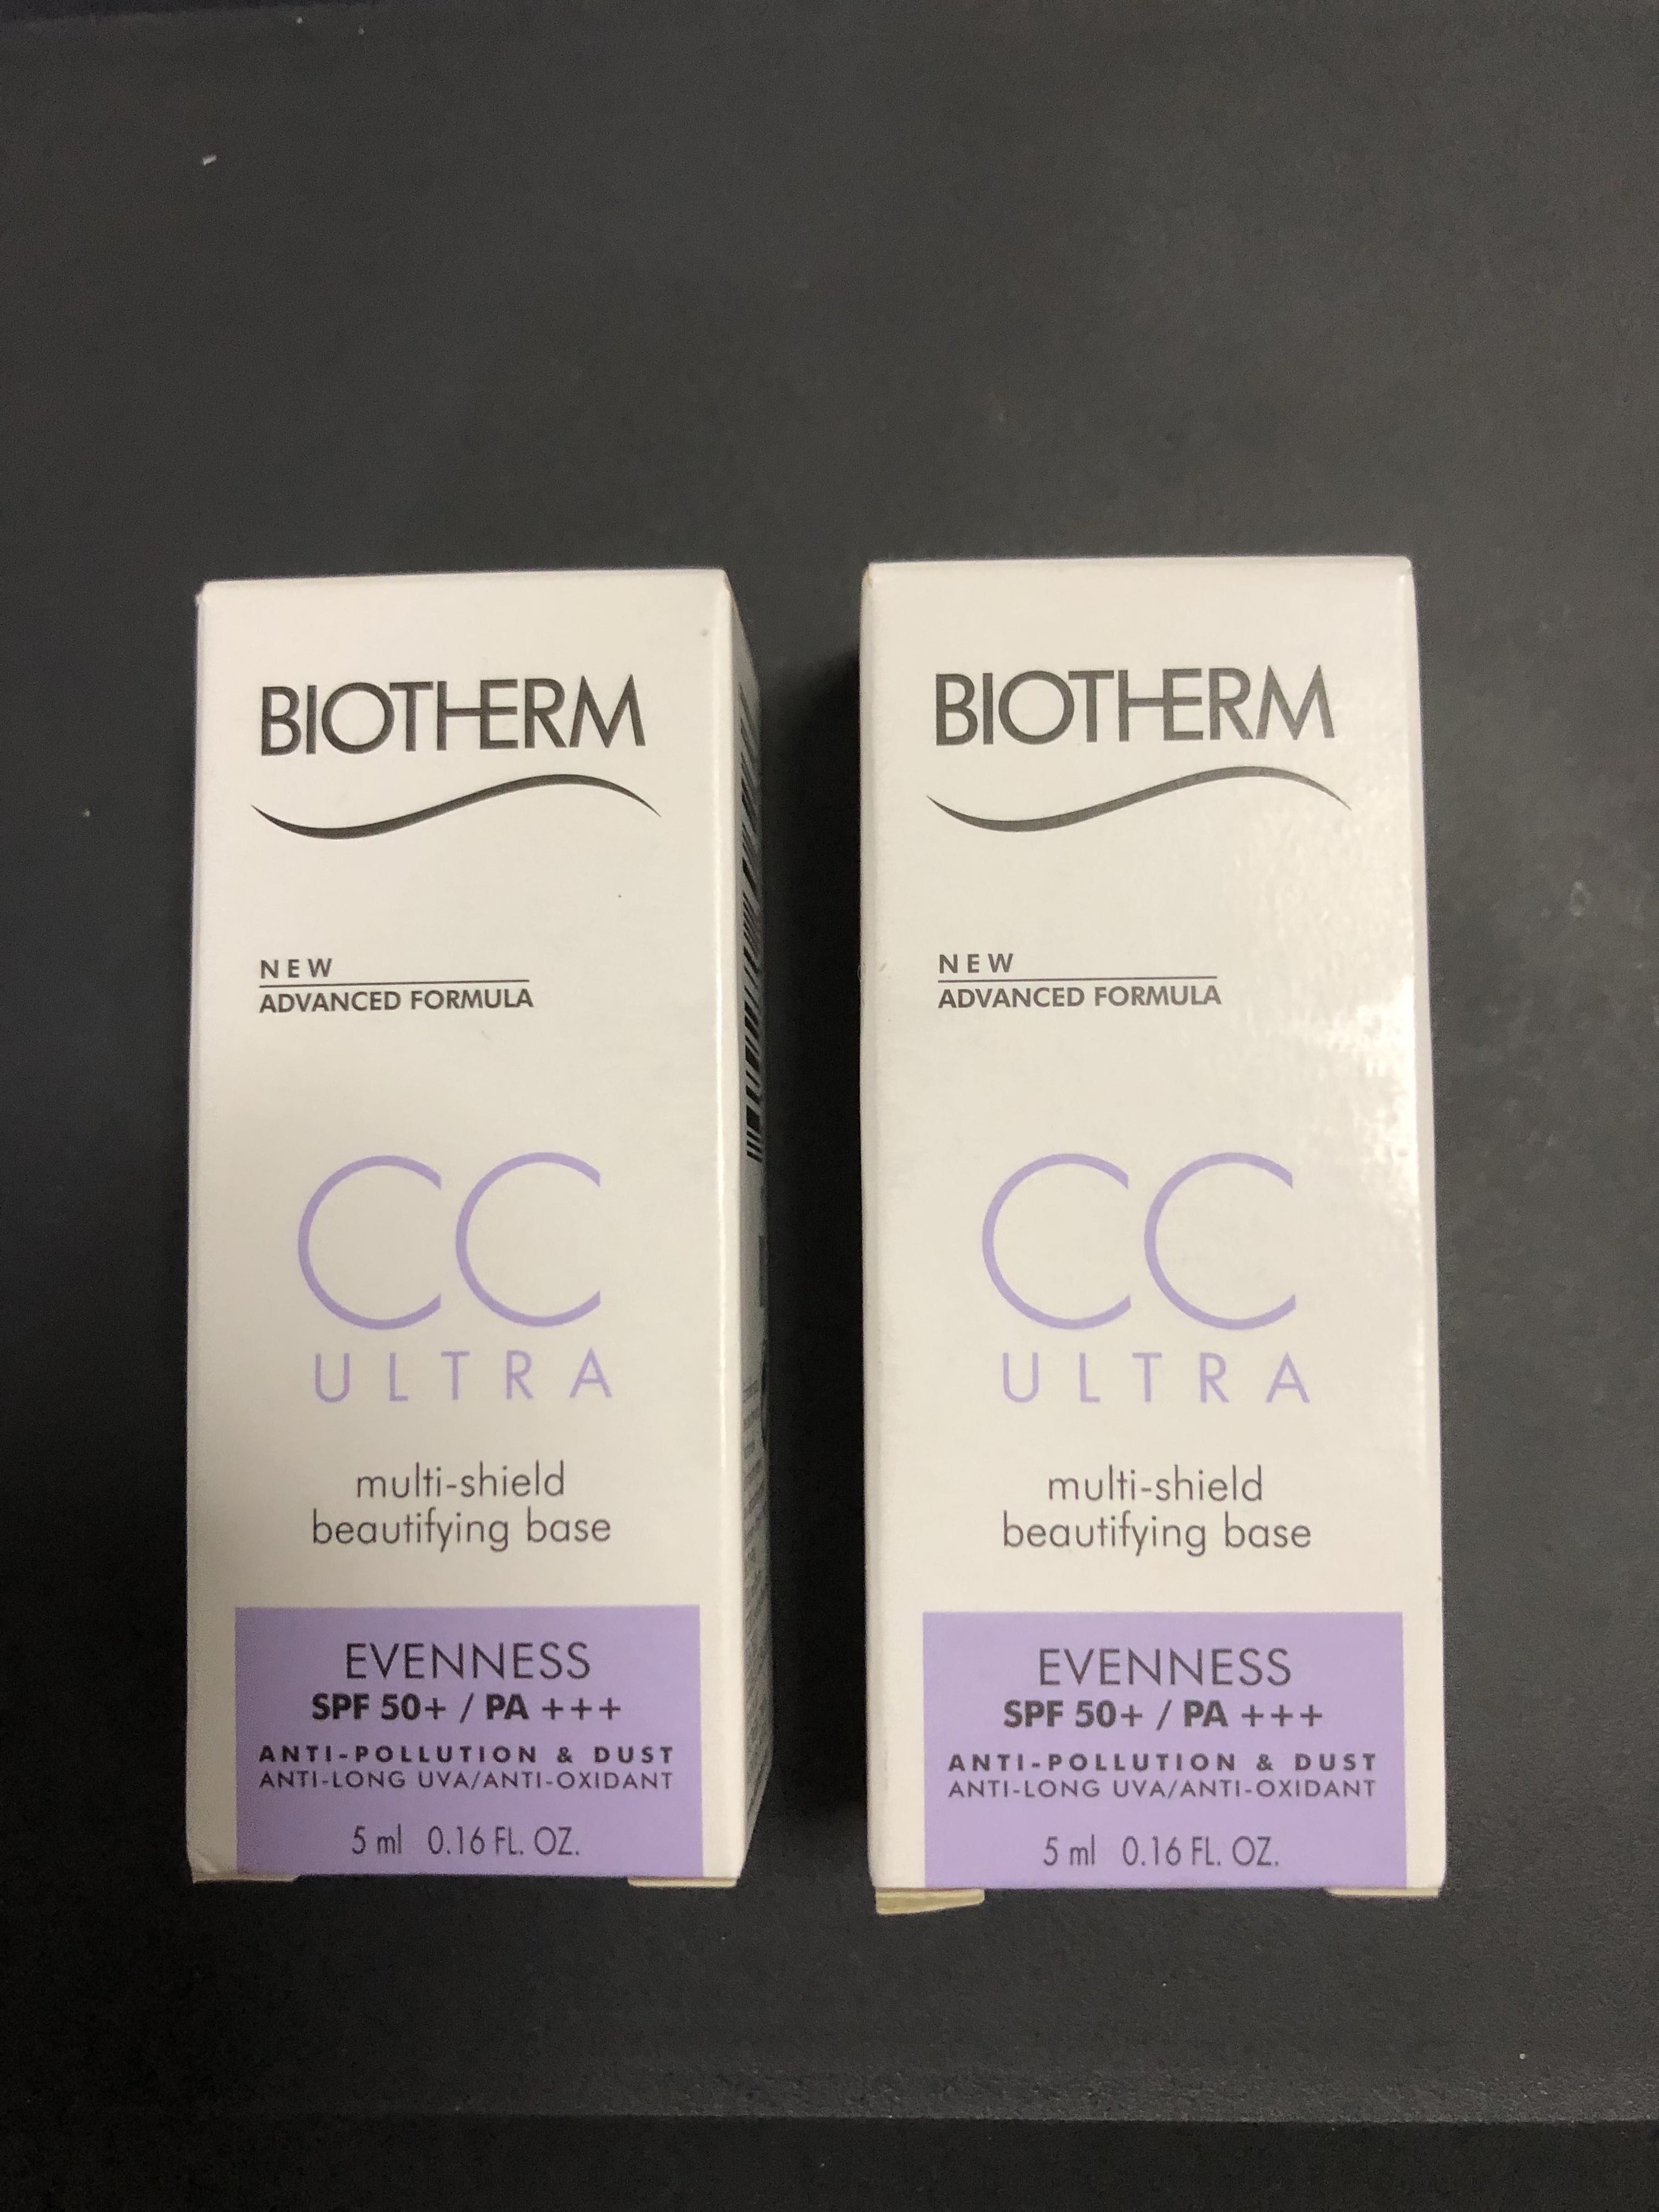 BIOTHERM
NEW
ADVANCED FORMULA
CC
ULTRA
multi-shield
beautifying base
EVENNESS
SPF 50+ / PA +++
ANTI-POLLUTION & DUST
ANTI-LONG UVA/ANTI-OXIDANT
5 ml 0.16 FL. OZ.
BIOTHERM
NEW
ADVANCED FORMULA
CC
ULTRA
multi-shield
beautifying base
EVENNESS
SPF 50+ / PA +++
ANTI-POLLUTION & DUST
ANTI-LONG UVA/ANTI-OXIDANT
5 ml 0.16 FL. OZ.